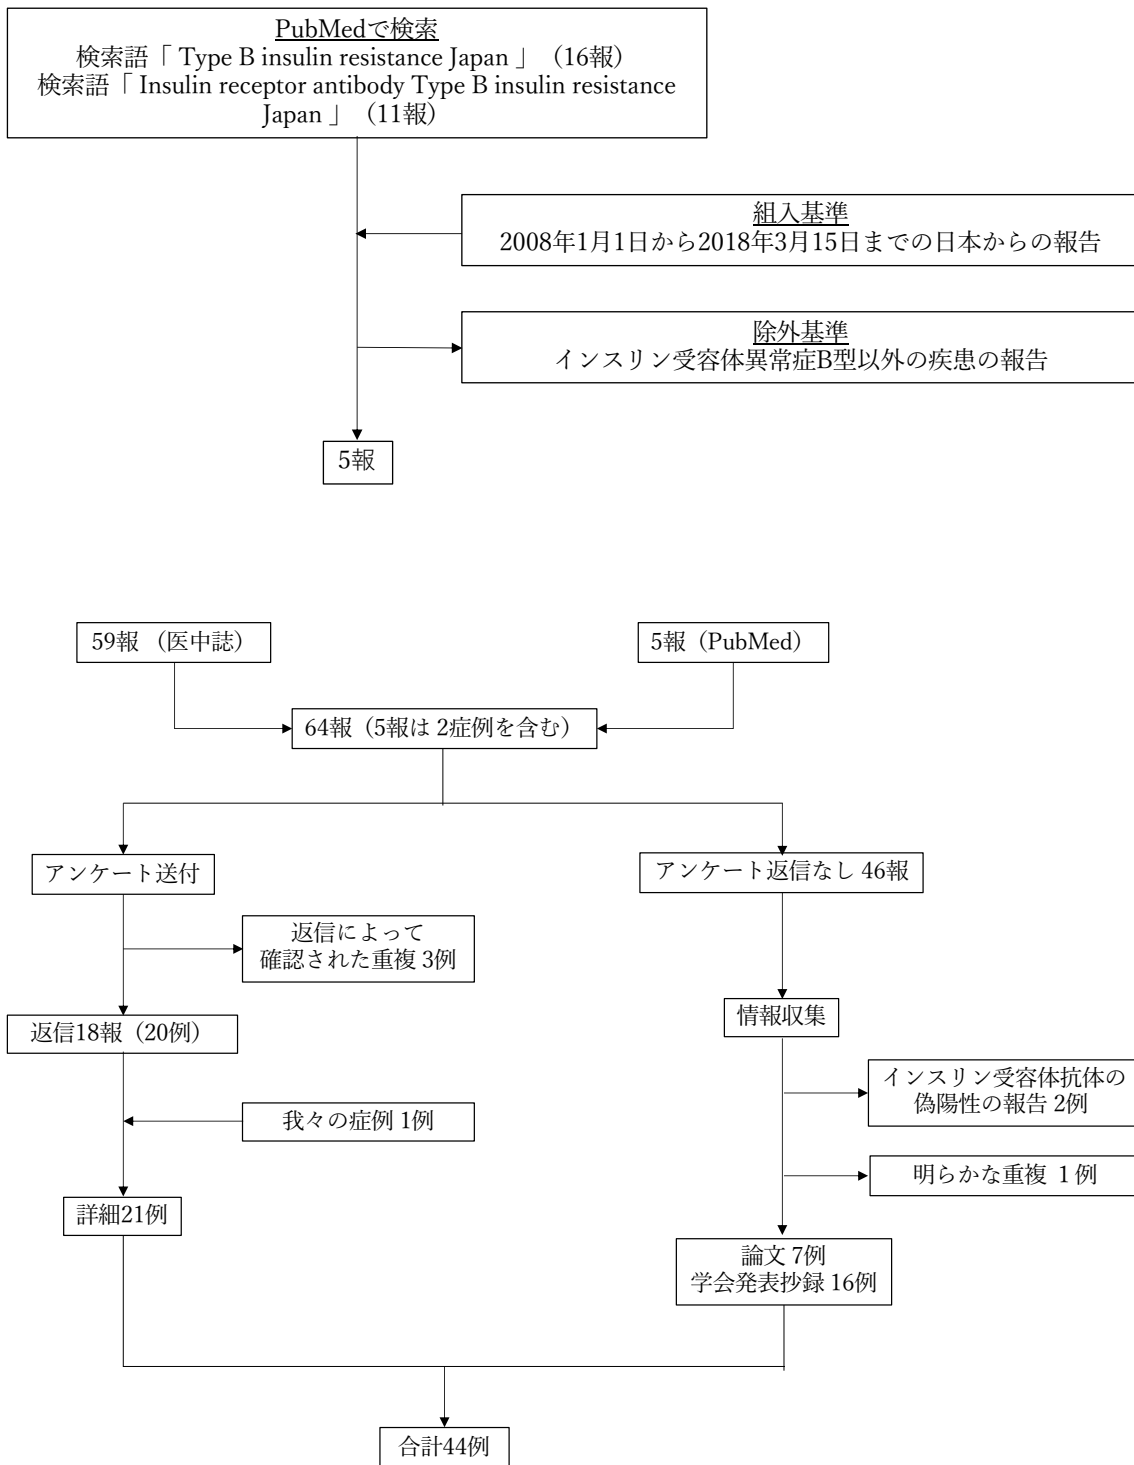 PubMedで検索
検索語「 Type B insulin resistance Japan 」（16報）
検索語「 Insulin receptor antibody Type B insulin resistance
Japan 」（11報）
組入基準
2008年1月1日から2018年3月15日までの日本からの報告
除外基準
インスリン受容体異常症B型以外の疾患の報告
5報
59報 （医中誌）
5報（PubMed）
64報（5報は 2症例を含む）
アンケート送付
アンケート返信なし 46報
返信によって
確認された重複 3例
返信18報（20例）
情報収集
インスリン受容体抗体の
偽陽性の報告 2例
我々の症例 1例
明らかな重複 1 例
詳細21例
論文 7例
学会発表抄録 16例
合計44例